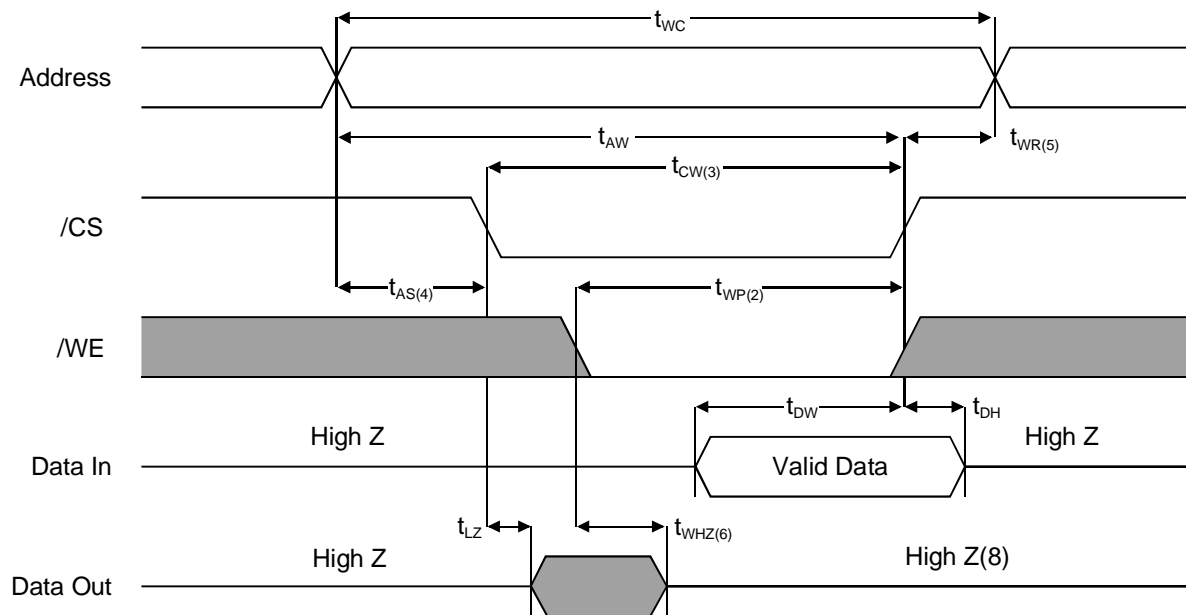 tWC
Address
tAW
tWR(5)
tCW(3)
/CS
tAS(4)
tWP(2)
/WE
tDW
tDH
High Z
High Z
Data In
Valid Data
tLZ
tWHZ(6)
High Z
High Z(8)
Data Out